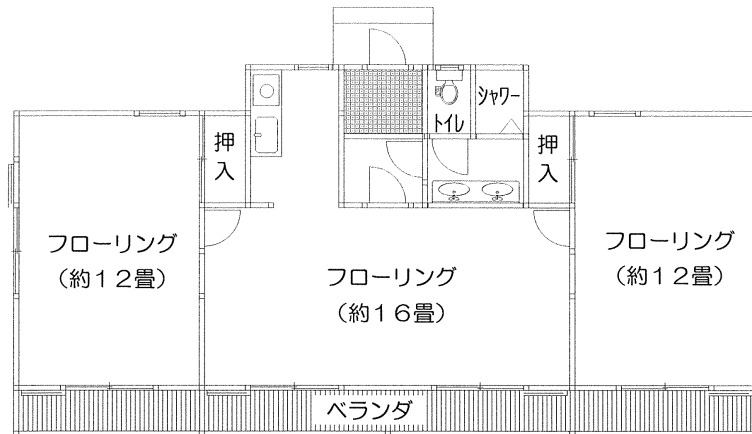 シャワー
トイレ
押
入
押
入
フローリング
（約１２畳）
フローリング
（約１６畳）
フローリング
（約１２畳）
ベランダ